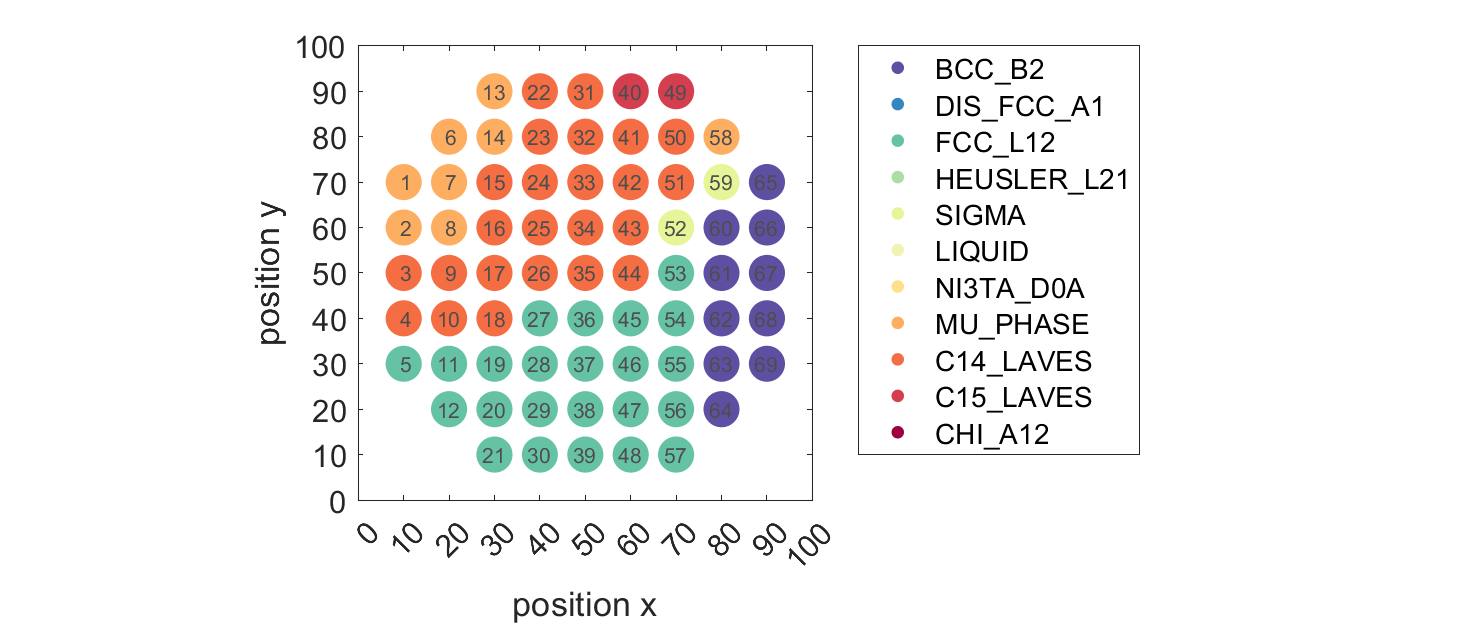 100
90
80
70
60
50
40
30
20
10
0
position y
13 22 31 40 49
6 14 23 32 41 50 58
1 7 15 24 33 42 51 59 65
2 8 16 25 34 43 52 60 66
3 9 17 26 35 44 53 61 67
4 10 18 27 36 45 54 62 68
5 11 19 28 37 46 55 63 69
12 20 29 38 47 56 64
21 30 39 48 57
0 10 20 30 40 50 60 70 80 90 100
position x
BCC_B2
DIS_FCC_A1
FCC_L12
HEUSLER_L21
SIGMA
LIQUID
NI3TA_D0A
MU_PHASE
C14_LAVES
C15_LAVES
CHI_A12